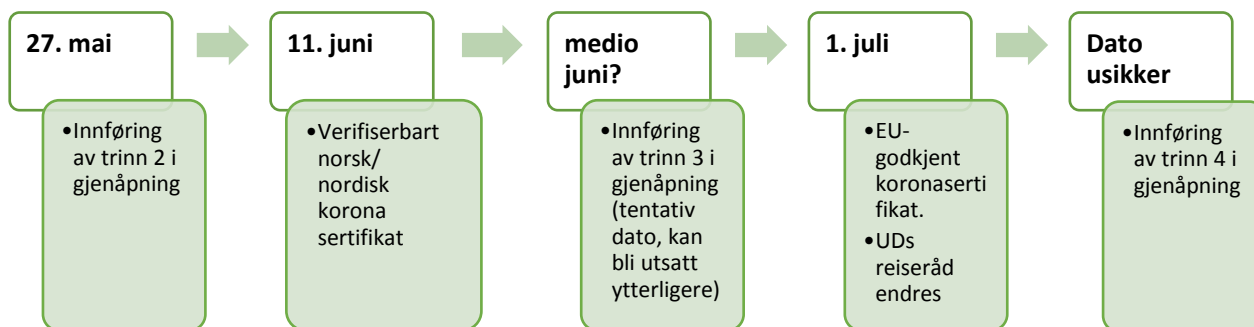 27. mai
•Innføring
av trinn 2 i
gjenåpning
11. juni
•Verifiserbart
norsk/
nordisk
korona
sertifikat
medio
juni?
•Innføring
av trinn 3 i
gjenåpning
(tentativ
dato, kan
bli utsatt
ytterligere)
1. juli
•EU-
godkjent
koronaserti
fikat.
•UDs
reiseråd
endres
Dato
usikker
•Innføring
av trinn 4 i
gjenåpning